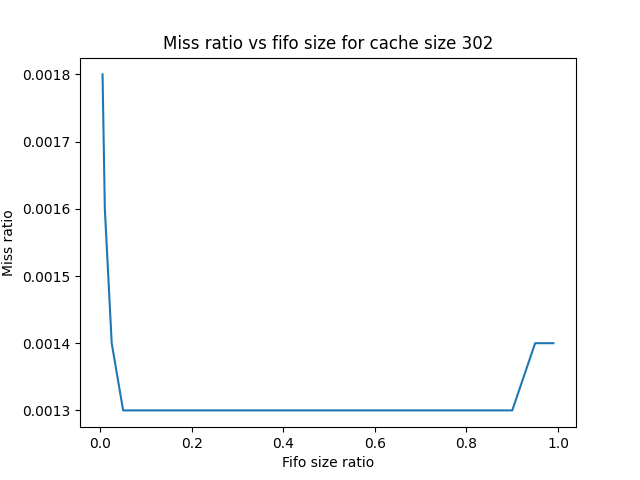 Miss ratio vs fifo size for cache size 302
0.0018
0.0017
0.0016
0.0015
0.0014
0.0013
Miss ratio
0.0 0.2 0.4 0.6 0.8 1.0
Fifo size ratio